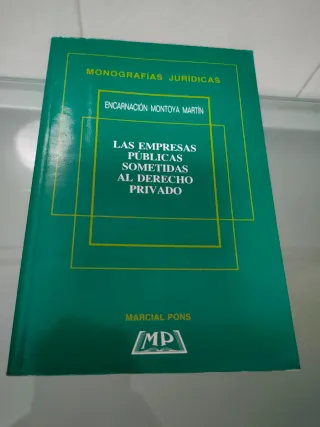 MONOGRAFÍAS JURÍDICAS
ENCARNACIÓN MONTOYA MARTÍN
LAS EMPRESAS
PÚBLICAS
SOMETIDAS
AL DERECHO
PRIVADO
MARCIAL PONS
MP